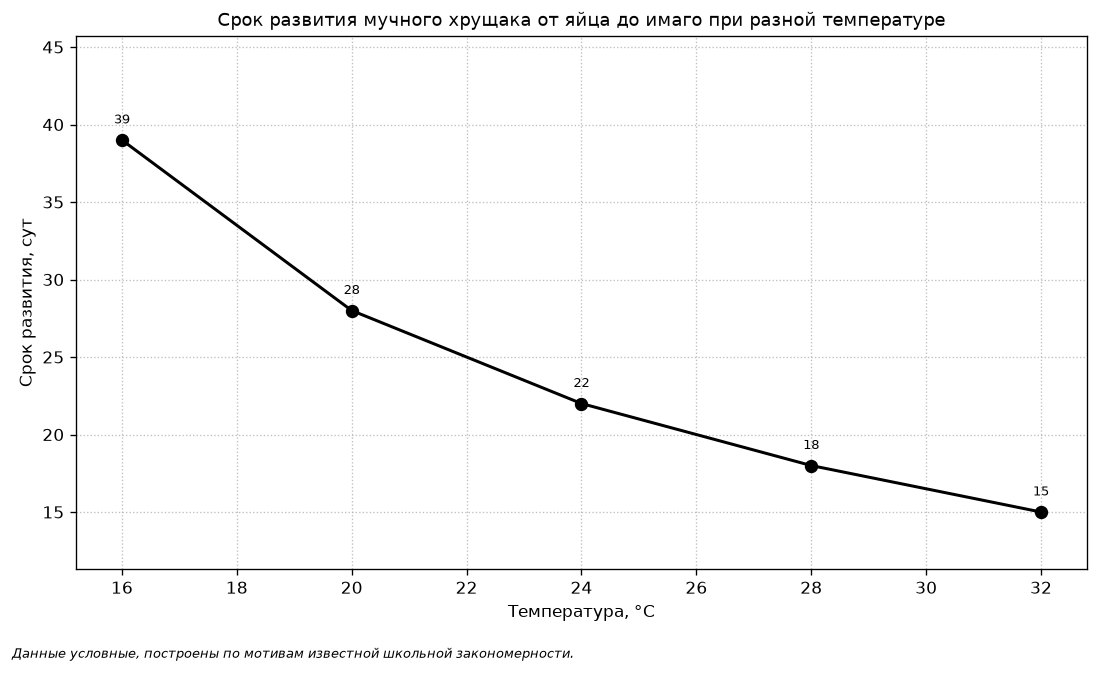 Срок развития мучного хрущака от яйца до имаго при разной температуре
45
40
35
30
25
20
15
Срок развития, сут
39
28
22
18
15
16 18 20 22 24 26 28 30 32
Температура, °C
Данные условные, построены по мотивам известной школьной закономерности.